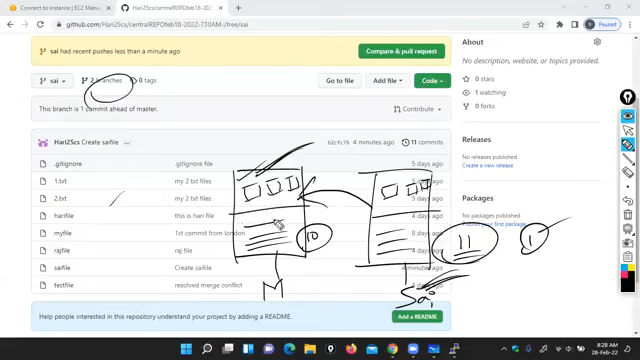 Connect to instance | EC2 Manag
Hari25cs/centralREPOfeb18-2022
github.com/Hari25cs/centralREPOfeb18-2022-730AM-/tree/sai
Paused
sai had recent pushes less than a minute ago
Compare & pull request
sai
2 branches
0 tags
Go to file
Add file
Code
This branch is 1 commit ahead of master.
Contribute
Hari25cs Create saifile
b2cfc79 4 minutes ago
11 commits
.gitignore
.gitignore file
5 days ago
1.txt
my 2 txt files
5 days ago
2.txt
my 2 txt files
5 days ago
harifile
this is hari file
4 days ago
myfile
1st commit from london
8 days ago
rajfile
raj file
4 days ago
saifile
Create saifile
4 minutes ago
testfile
resolved merge conflict
4 days ago
10
11
1
M
Sai
Help people interested in this repository understand your project by adding a README.
Add a README
About
No description, website, or topics provided.
0 stars
1 watching
0 forks
Releases
No releases published
Create a new release
Packages
No packages published
Publish your first package
8:28 AM
28-Feb-22